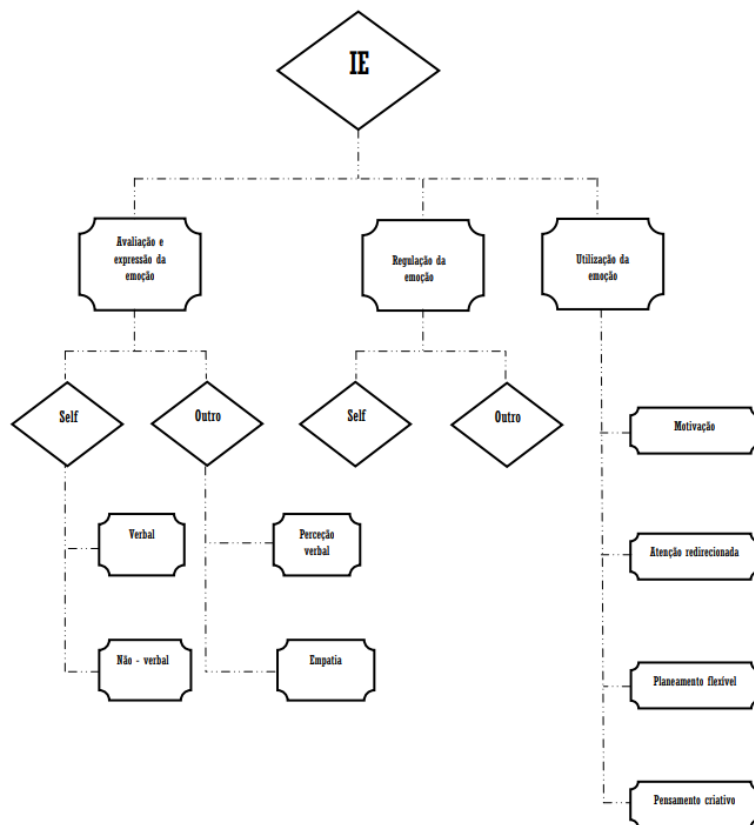 IE
Avaliação e
expressão da
emoção
Regulação da
emoção
Utilização da
emoção
Self
Outro
Self
Outro
Motivação
Verbal
Perceção
verbal
Atenção redirecionada
Não - verbal
Empatia
Planeamento flexível
Pensamento criativo